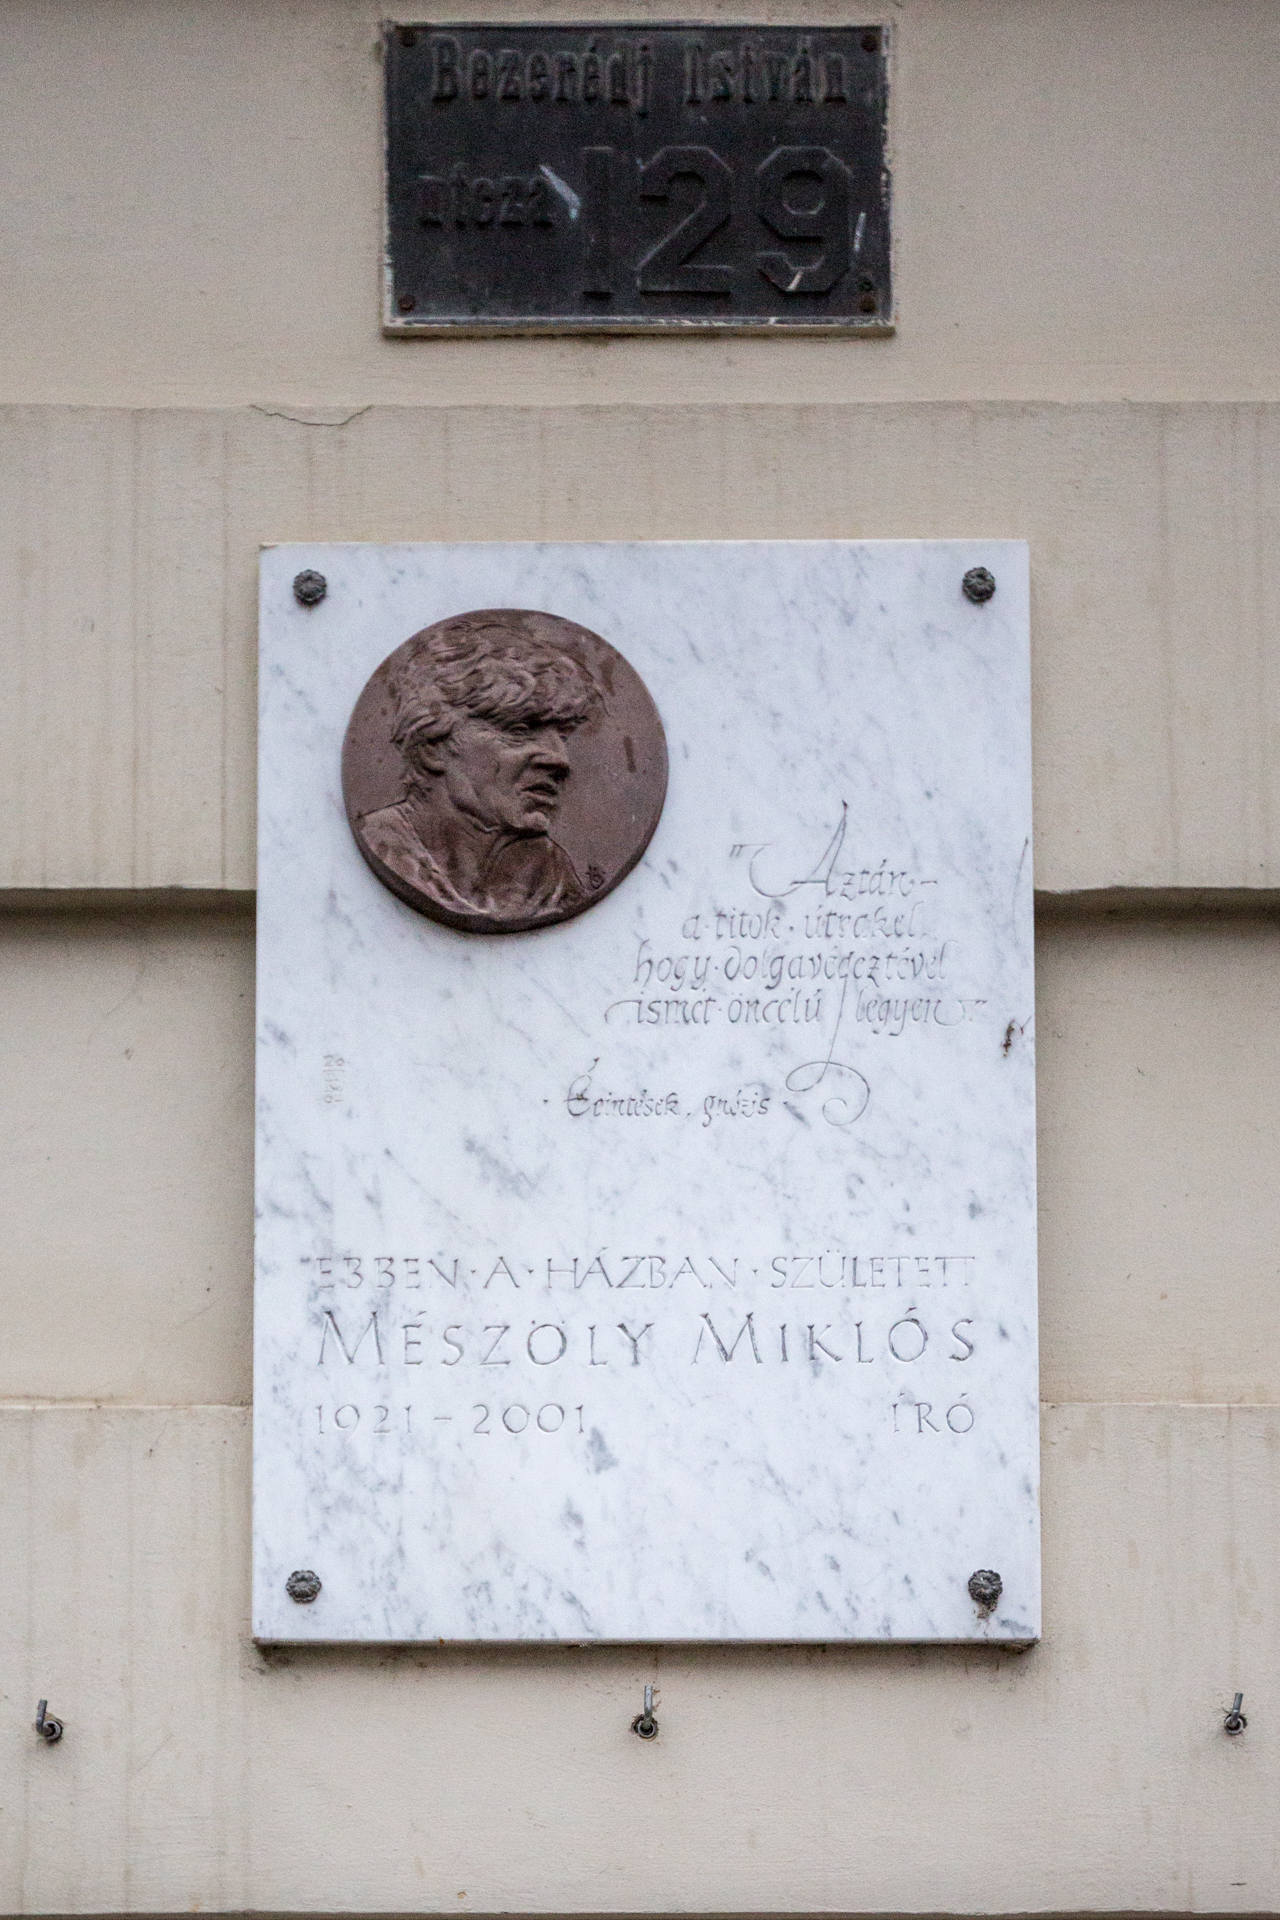 Bezerédj István
utcza 129
"Aztán –
a · titok · útrakel,
hogy · dolgavégeztével
ismét · öncélú legyen."
· Érintések, gnózis ·
EBBEN · A · HÁZBAN · SZÜLETETT
MÉSZÖLY MIKLÓS
1921 – 2001 ÍRÓ